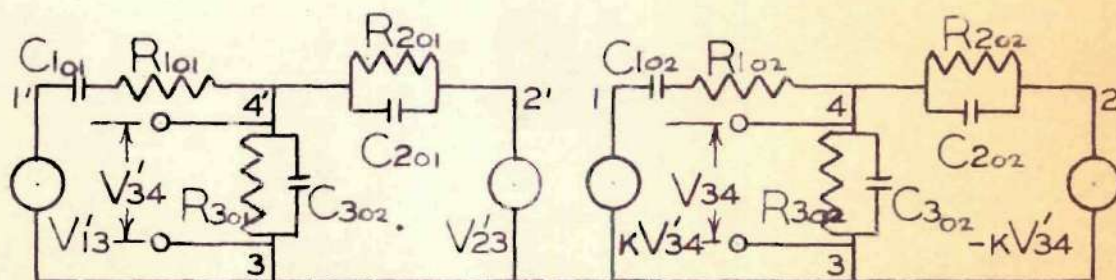 C101 R101 R201 C102 R102 R202
1' 4' 2' 1 4 2
C201 C202
V'34 R301 C302. V34 R302 C302
V'13 V'23 KV'34 -KV'34
3 3